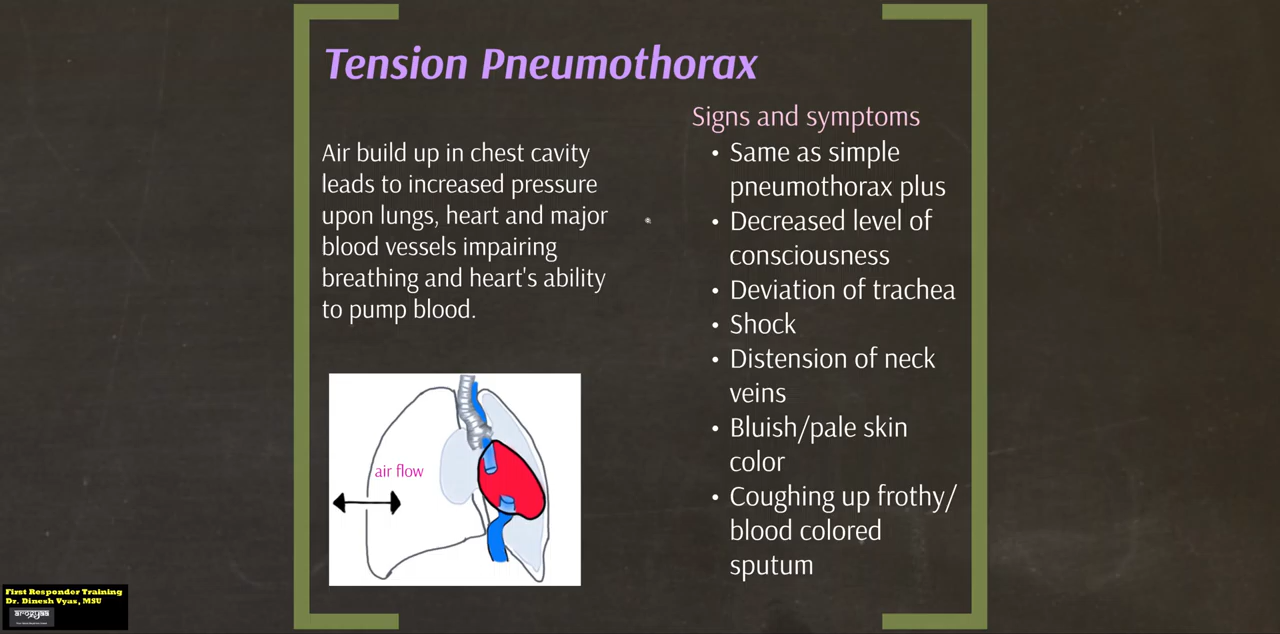 Tension Pneumothorax
Air build up in chest cavity
leads to increased pressure
upon lungs, heart and major
blood vessels impairing
breathing and heart's ability
to pump blood.
air flow
Signs and symptoms
• Same as simple
pneumothorax plus
• Decreased level of
consciousness
• Deviation of trachea
• Shock
• Distension of neck
veins
• Bluish/pale skin
color
• Coughing up frothy/
blood colored
sputum
First Responder Training
Dr. Dinesh Vyas, MSU
arogyaa